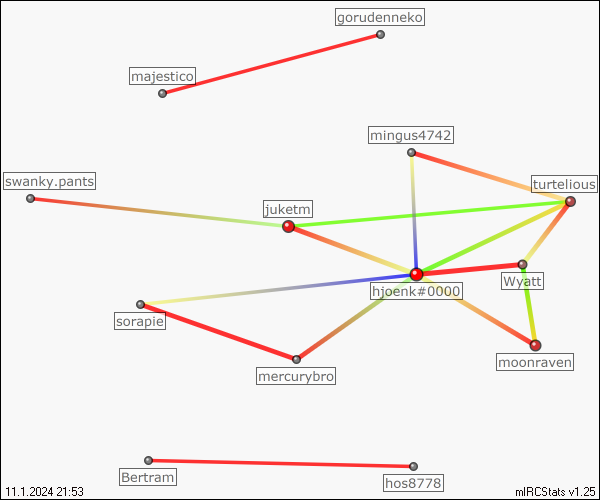 gorudenneko
majestico
mingus4742
swanky.pants
turtelious
juketm
Wyatt
hjoenk#0000
sorapie
moonraven
mercurybro
Bertram
hos8778
11.1.2024 21:53
mIRCStats v1.25